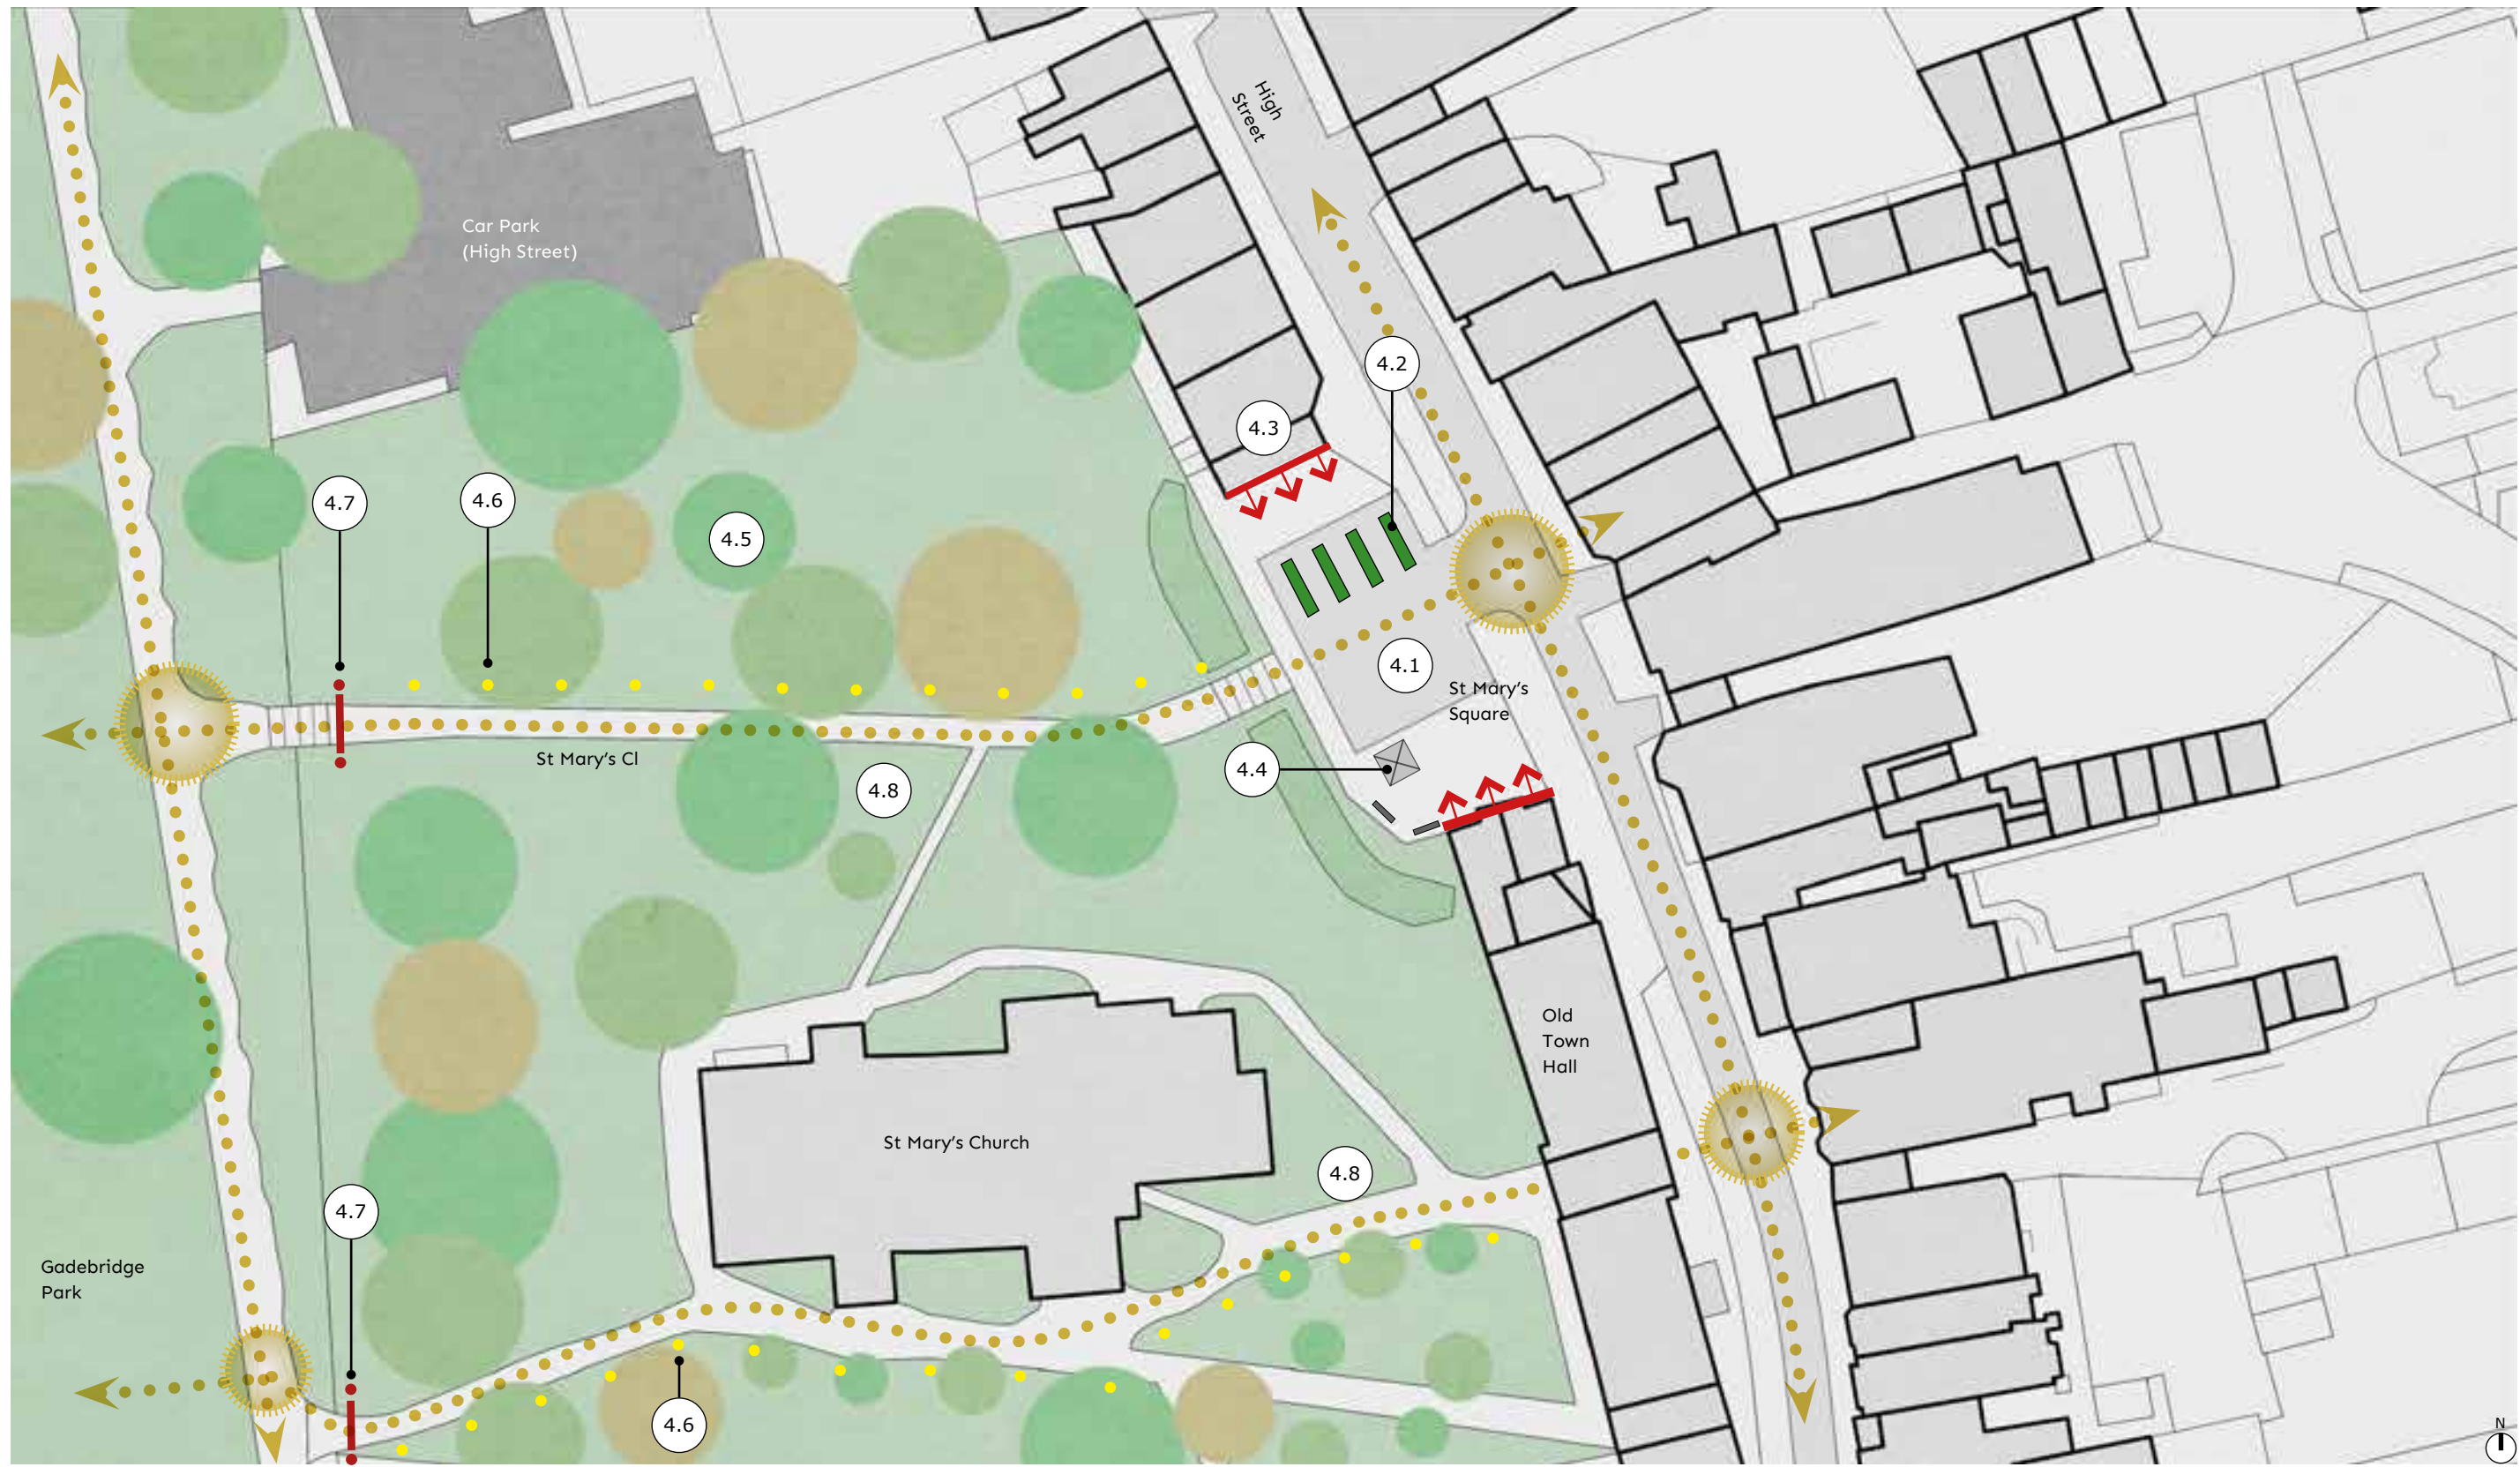 High
Street
Car Park
(High Street)
4.2
4.3
4.7
4.6
4.5
4.1
St Mary's
Square
St Mary's Cl
4.4
4.8
Old
Town
Hall
St Mary's Church
4.8
4.7
Gadebridge
Park
4.6
N